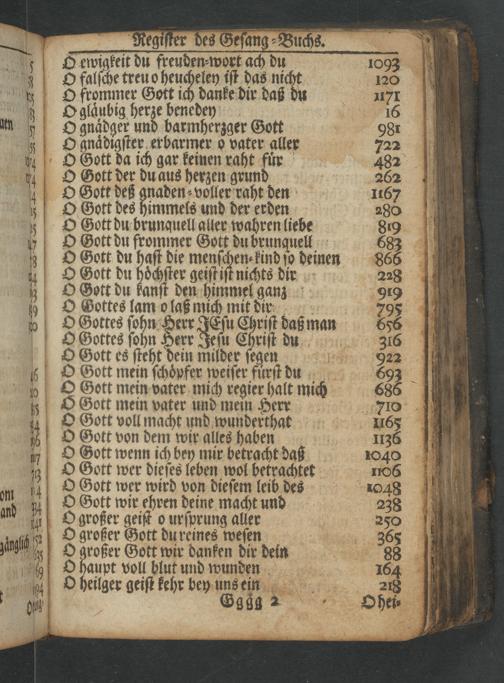 Register des Gesang-Buchs.
O ewigkeit du freuden-wort ach du 1093
O falsche treu o heucheley ist das nicht 120
O frommer Gott ich danke dir daß du 1171
O gläubig herze benedey 16
O gnädger und barmherzger Gott 981
O gnädigster erbarmer o vater aller 722
O Gott da ich gar keinen raht für 482
O Gott der du aus herzen grund 262
O Gott deß gnaden-voller raht den 1167
O Gott des himmels und der erden 280
O Gott du brunquell aller wahren liebe 819
O Gott du frommer Gott du brunquell 683
O Gott du hast die menschen-kind so deinen 866
O Gott du höchster geist ist nichts dir 228
O Gott du kanst den himmel ganz 919
O Gottes lam o laß mich mit dir 795
O Gottes sohn Herr JEsu Christ daß man 656
O Gottes sohn Herr Jesu Christ du 316
O Gott es steht dein milder segen 922
O Gott mein schöpfer weiser fürst du 693
O Gott mein vater mich regier halt mich 686
O Gott mein vater und mein Herr 710
O Gott voll macht und wunderthat 1165
O Gott von dem wir alles haben 1136
O Gott wenn ich bey mir betracht daß 1040
O Gott wer dieses leben wol betrachtet 1106
O Gott wer wird von diesem leib des 1048
O Gott wir ehren deine macht und 238
O großer geist o ursprung aller 250
O großer Gott du reines wesen 365
O großer Gott wir danken dir dein 88
O haupt voll blut und wunden 164
O heilger geist kehr bey uns ein 218
Gggg 2 O hei-